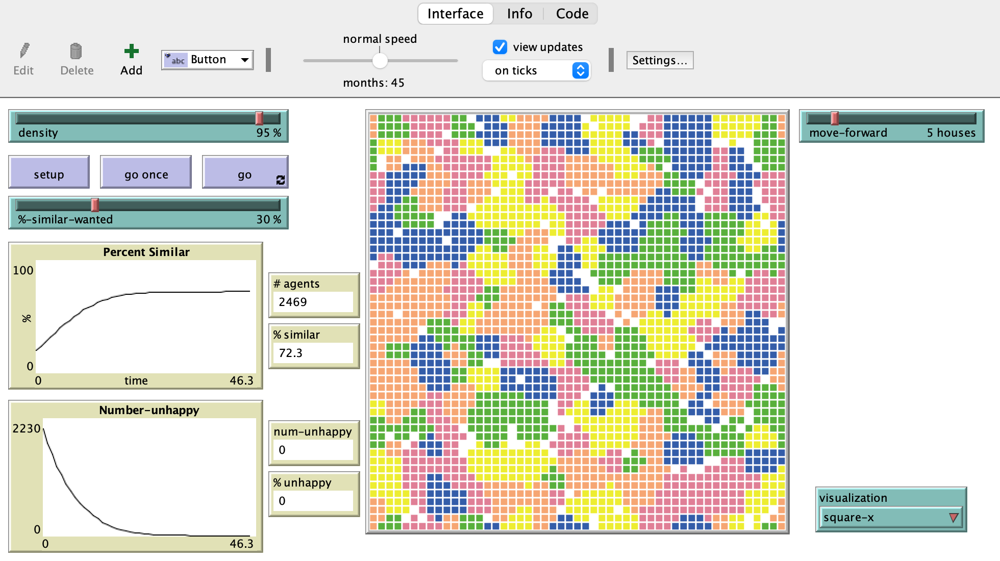 Interface Info Code
normal speed
view updates
Edit Delete Add abc Button on ticks Settings...
months: 45
density 95 %
move-forward 5 houses
setup go once go
%-similar-wanted 30 %
Percent Similar
100
%
0
0 time 46.3
# agents
2469
% similar
72.3
Number-unhappy
2230
0
0 46.3
num-unhappy
0
% unhappy
0
visualization
square-x